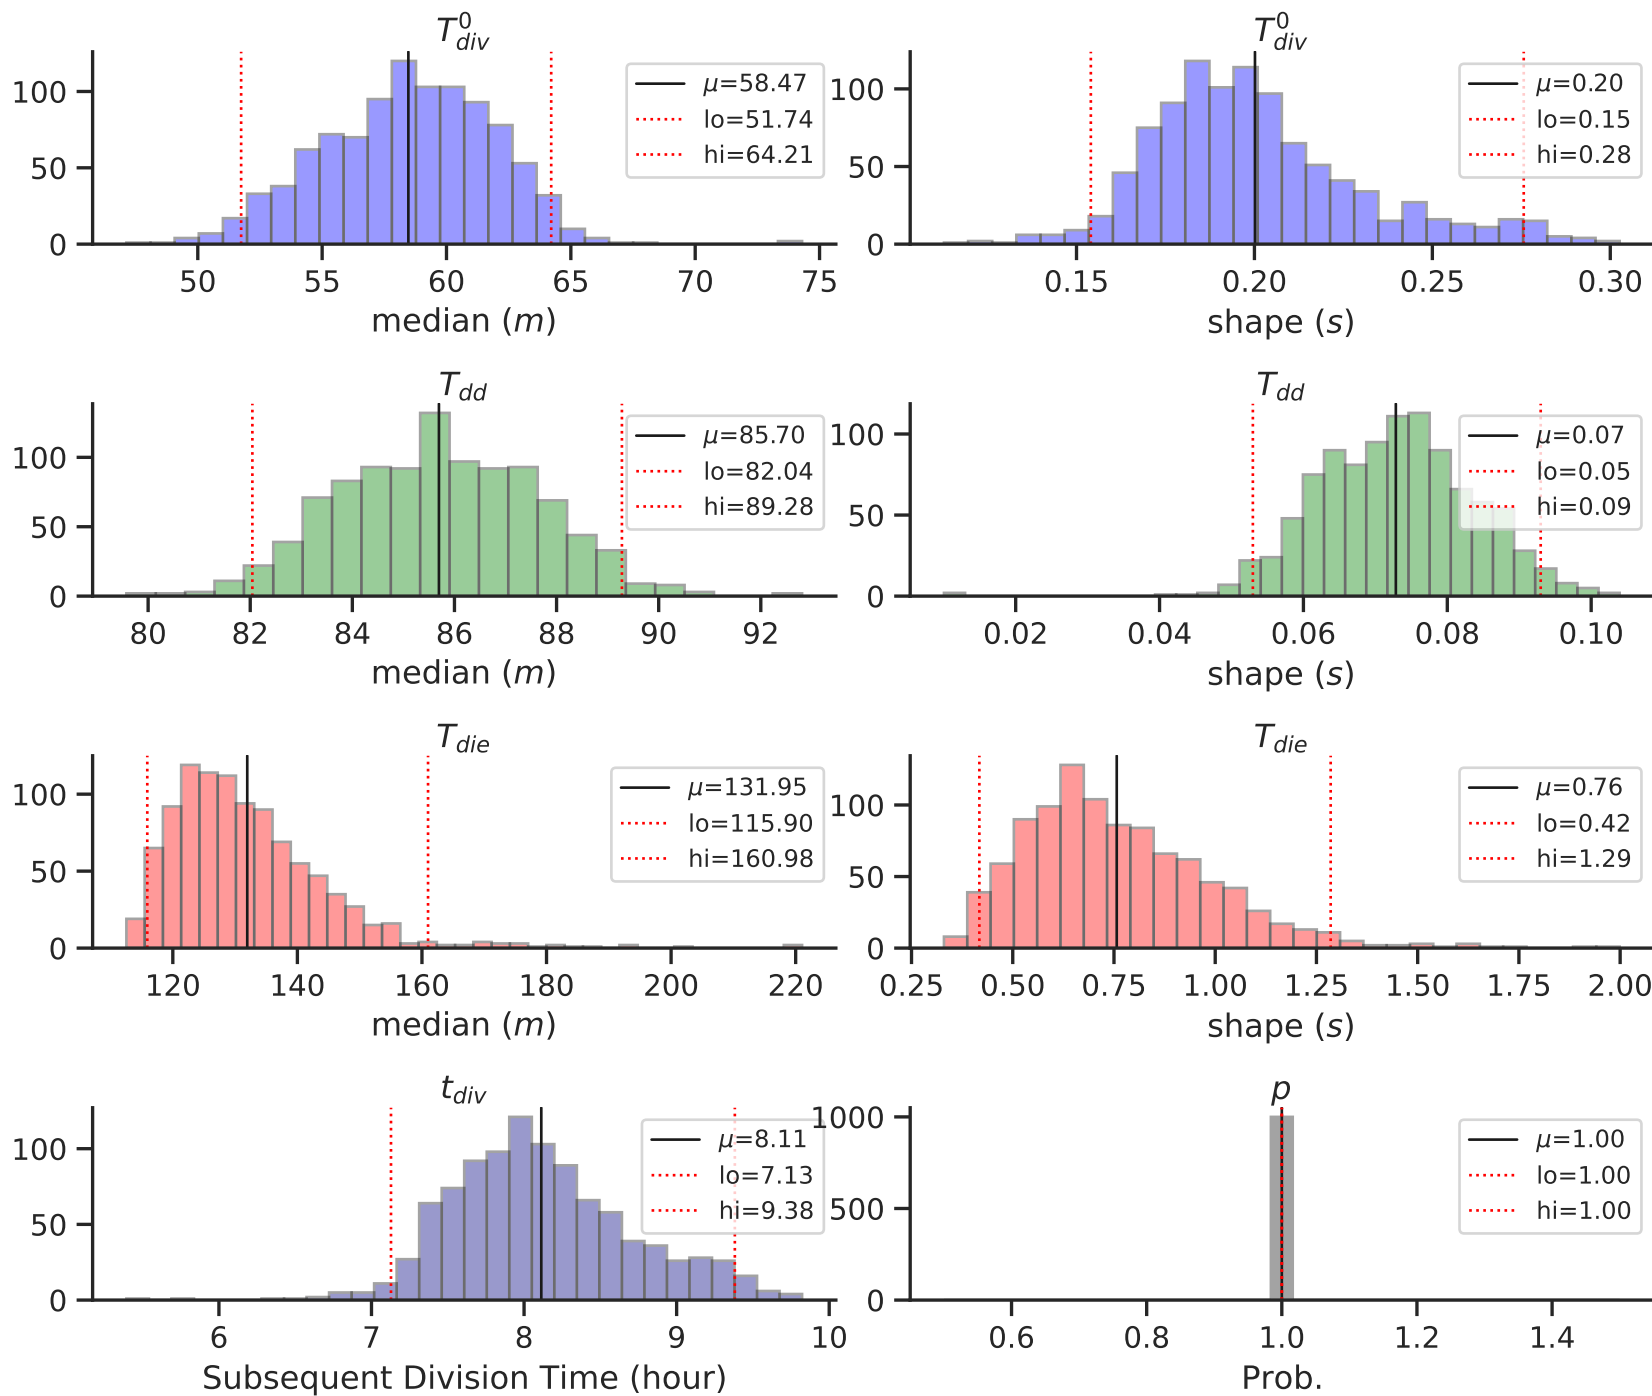 T⁰div
100
50
0
μ=58.47
lo=51.74
hi=64.21
50 55 60 65 70 75
median (m)
T⁰div
100
50
0
μ=0.20
lo=0.15
hi=0.28
0.15 0.20 0.25 0.30
shape (s)
Tdd
100
50
0
μ=85.70
lo=82.04
hi=89.28
80 82 84 86 88 90 92
median (m)
Tdd
100
50
0
μ=0.07
lo=0.05
hi=0.09
0.02 0.04 0.06 0.08 0.10
shape (s)
Tdie
100
50
0
μ=131.95
lo=115.90
hi=160.98
120 140 160 180 200 220
median (m)
Tdie
100
50
0
μ=0.76
lo=0.42
hi=1.29
0.25 0.50 0.75 1.00 1.25 1.50 1.75 2.00
shape (s)
tdiv
100
50
0
μ=8.11
lo=7.13
hi=9.38
6 7 8 9 10
Subsequent Division Time (hour)
p
1000
500
0
μ=1.00
lo=1.00
hi=1.00
0.6 0.8 1.0 1.2 1.4
Prob.